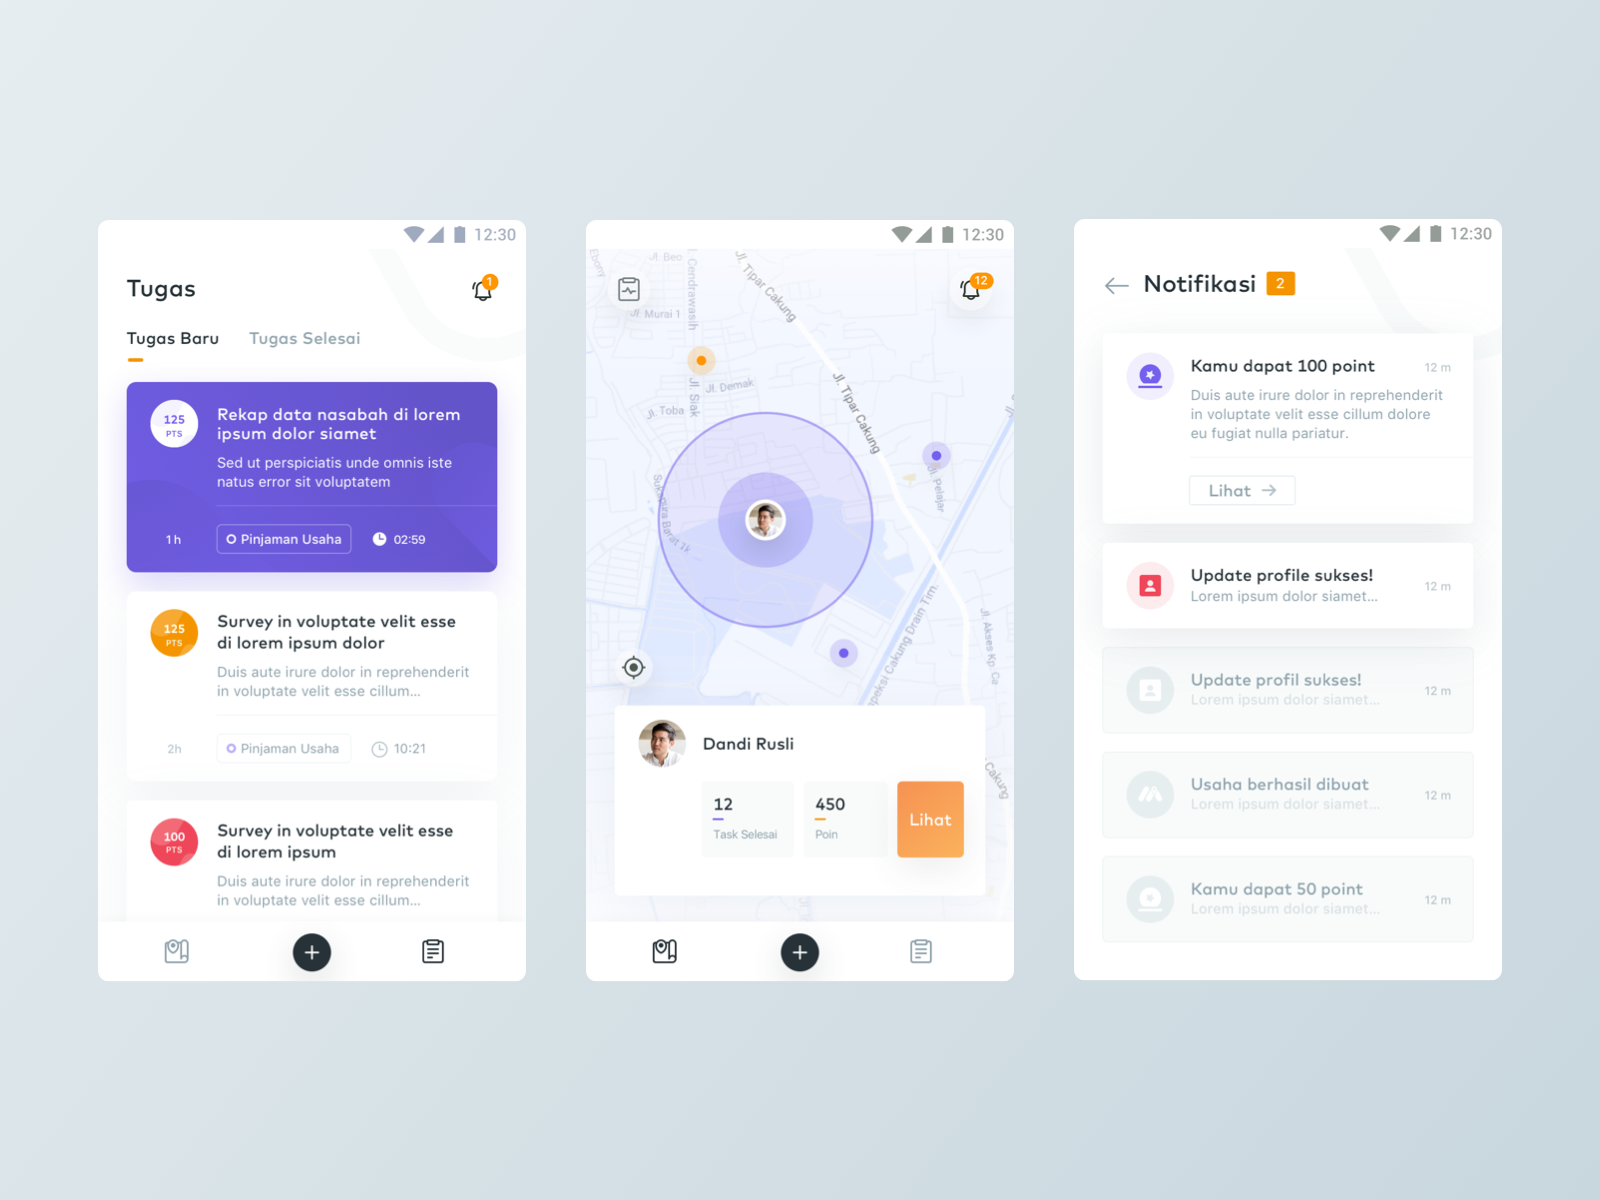 12:30
Tugas
1
Tugas Baru
Tugas Selesai
125
PTS
Rekap data nasabah di lorem
ipsum dolor siamet
Sed ut perspiciatis unde omnis iste
natus error sit voluptatem
1 h
Pinjaman Usaha
02:59
125
PTS
Survey in voluptate velit esse
di lorem ipsum dolor
Duis aute irure dolor in reprehenderit
in voluptate velit esse cillum...
2h
Pinjaman Usaha
10:21
100
PTS
Survey in voluptate velit esse
di lorem ipsum
Duis aute irure dolor in reprehenderit
in voluptate velit esse cillum...
12:30
Ebony
Jl. Beo
Jl. Cendrawasih
Jl. Tipar Cakung
12
Jl. Murai 1
Jl. Siak
Jl. Demak
Jl. Toba
Jl. Tipar Cakung
Jl. Pelajar
Sukapura Barat 1k
Jl. Akses Kp Ca
speksi Cakung Drain Tim.
Cakung
Dandi Rusli
12
Task Selesai
450
Poin
Lihat
12:30
Notifikasi
2
Kamu dapat 100 point
12 m
Duis aute irure dolor in reprehenderit
in voluptate velit esse cillum dolore
eu fugiat nulla pariatur.
Lihat
Update profile sukses!
Lorem ipsum dolor siamet...
12 m
Update profil sukses!
Lorem ipsum dolor siamet...
12 m
Usaha berhasil dibuat
Lorem ipsum dolor siamet...
12 m
Kamu dapat 50 point
Lorem ipsum dolor siamet...
12 m